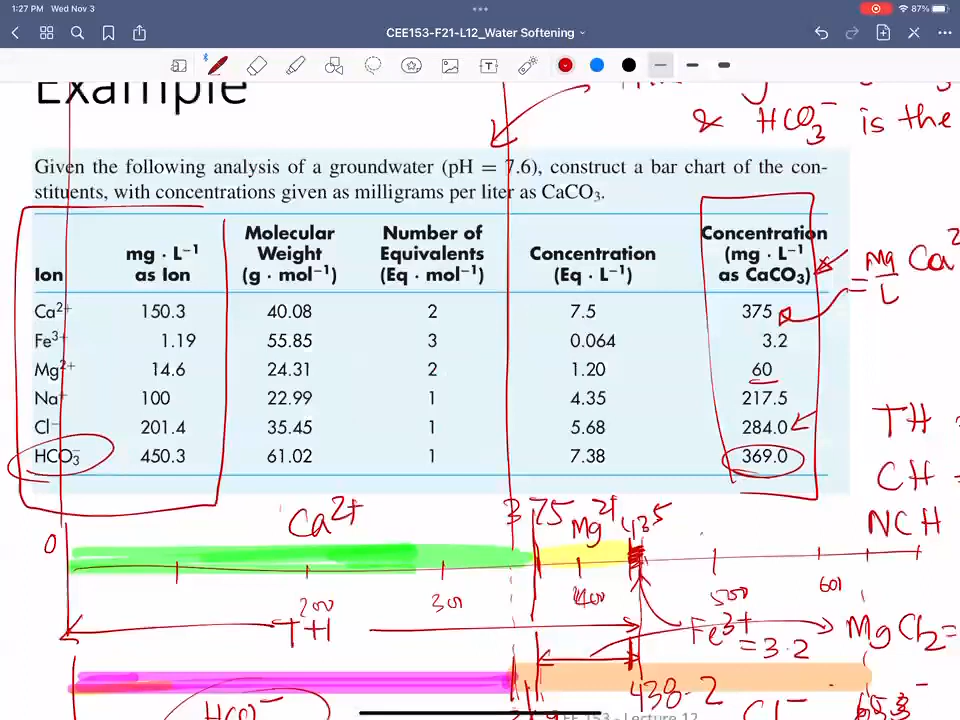 1:27 PM Wed Nov 3
87%
CEE153-F21-L12_Water Softening
Example
& HCO3⁻ is the
Given the following analysis of a groundwater (pH = 7.6), construct a bar chart of the con-
stituents, with concentrations given as milligrams per liter as CaCO₃.
Ion | mg · L⁻¹ as Ion | Molecular Weight (g · mol⁻¹) | Number of Equivalents (Eq · mol⁻¹) | Concentration (Eq · L⁻¹) | Concentration (mg · L⁻¹ as CaCO₃)
Ca²⁺ 150.3 40.08 2 7.5 375
Fe³⁺ 1.19 55.85 3 0.064 3.2
Mg²⁺ 14.6 24.31 2 1.20 60
Na⁺ 100 22.99 1 4.35 217.5
Cl⁻ 201.4 35.45 1 5.68 284.0
HCO₃⁻ 450.3 61.02 1 7.38 369.0
= mg/L Ca²
TH =
CH =
NCH
0 Ca²⁺ 375 Mg²⁺ 435
200 300 400 500 600
TH Fe³⁺ = 3.2 MgCl₂ =
438.2
HCO⁻ Cl⁻
CEE 153 - Lecture 12